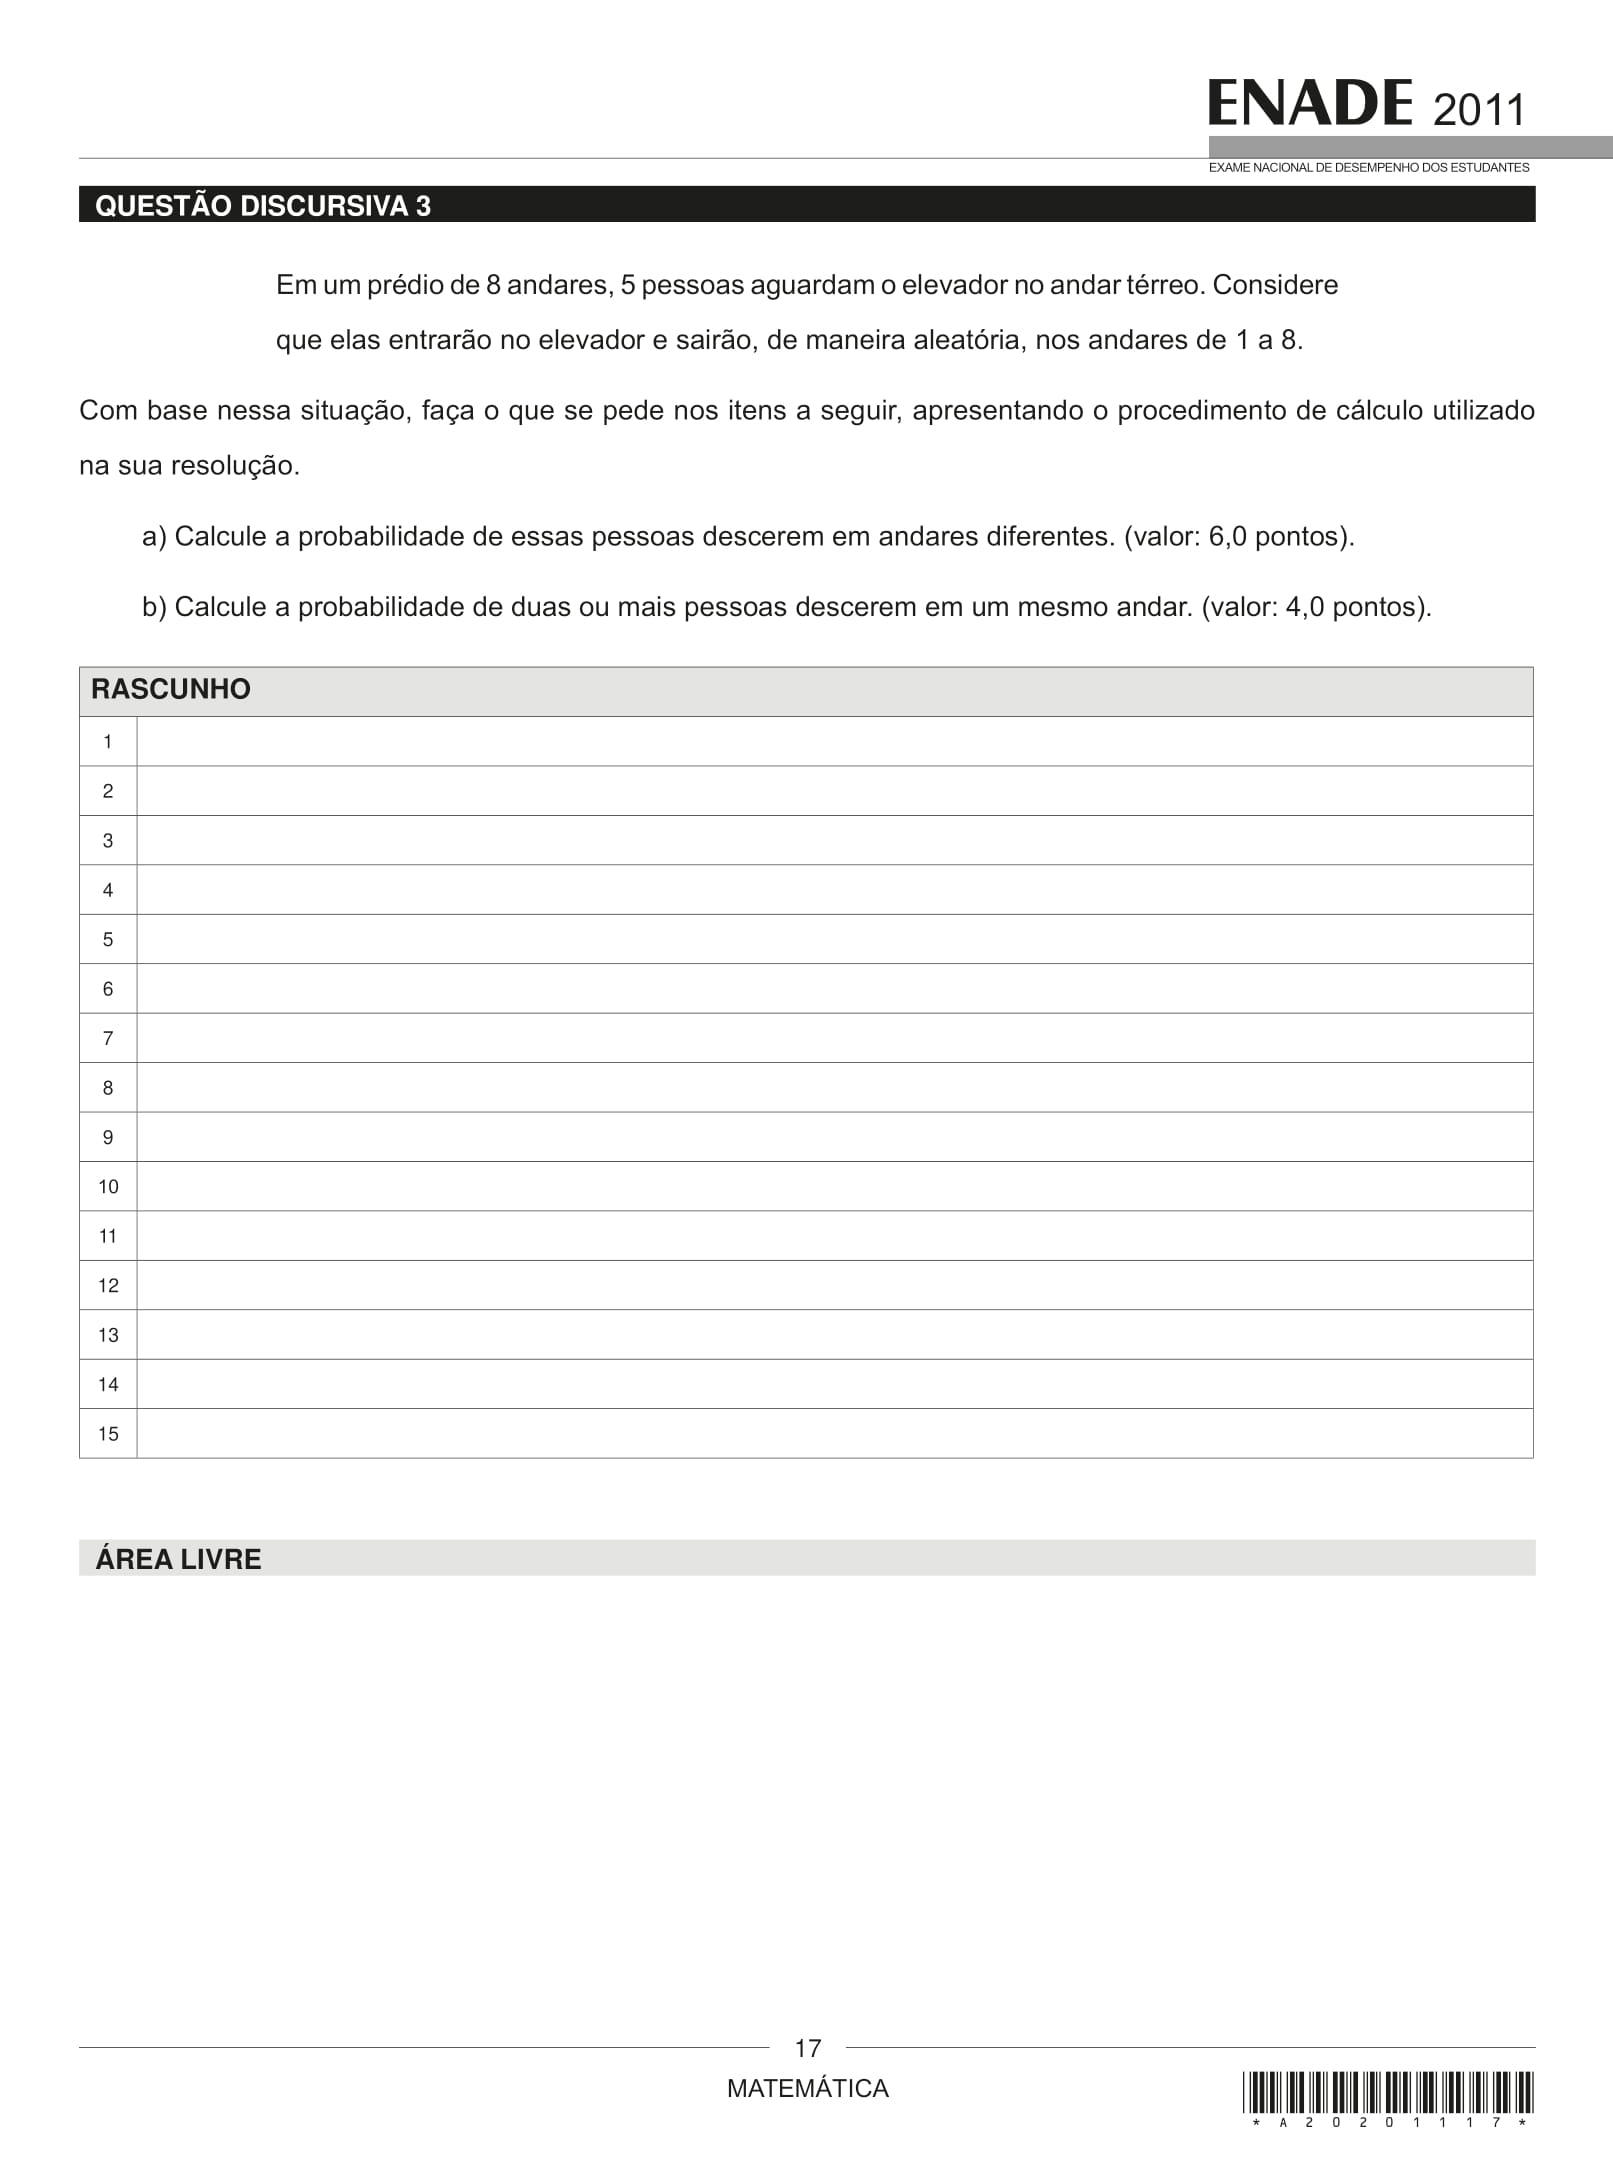 ENADE 2011
EXAME NACIONAL DE DESEMPENHO DOS ESTUDANTES
QUESTÃO DISCURSIVA 3
Em um prédio de 8 andares, 5 pessoas aguardam o elevador no andar térreo. Considere
que elas entrarão no elevador e sairão, de maneira aleatória, nos andares de 1 a 8.
Com base nessa situação, faça o que se pede nos itens a seguir, apresentando o procedimento de cálculo utilizado
na sua resolução.
a) Calcule a probabilidade de essas pessoas descerem em andares diferentes. (valor: 6,0 pontos).
b) Calcule a probabilidade de duas ou mais pessoas descerem em um mesmo andar. (valor: 4,0 pontos).
RASCUNHO
1
2
3
4
5
6
7
8
9
10
11
12
13
14
15
ÁREA LIVRE
17
MATEMÁTICA
* A 2 0 2 0 1 1 1 7 *